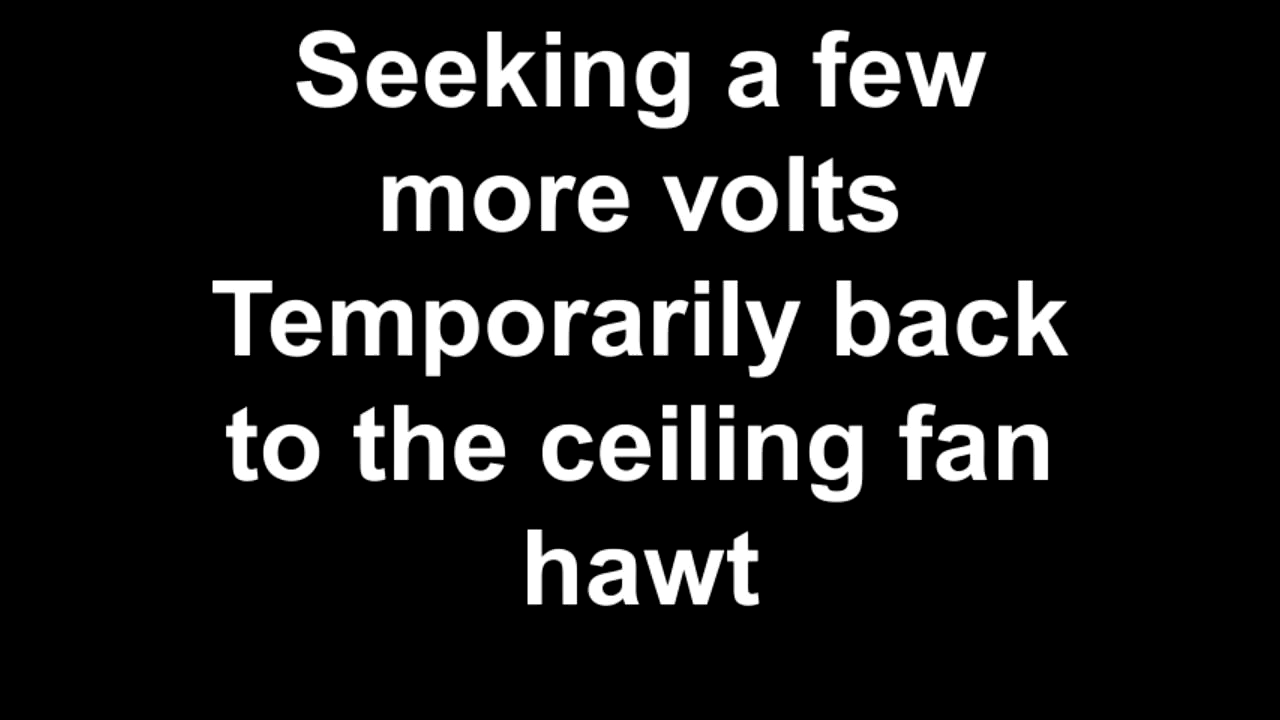 Seeking a few
more volts
Temporarily back
to the ceiling fan
hawt